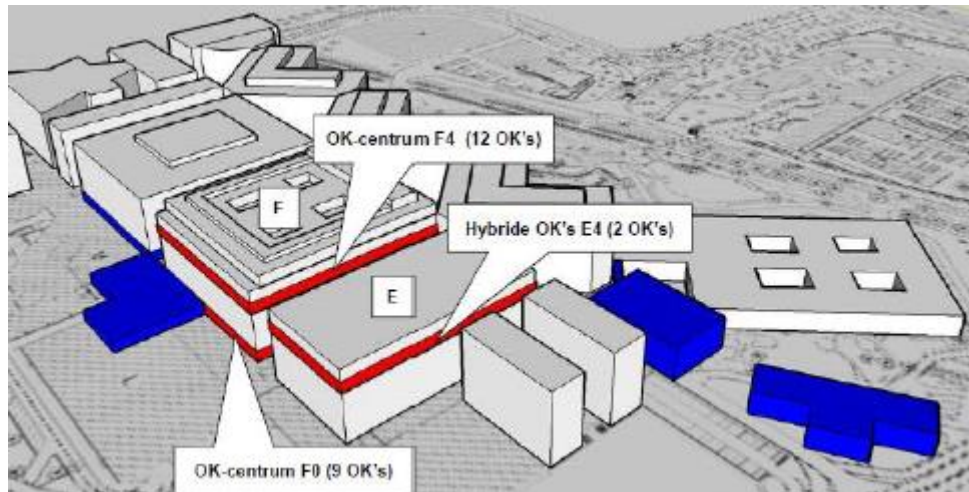 OK-centrum F4 (12 OK's)
F
Hybride OK's E4 (2 OK's)
E
OK-centrum F0 (9 OK's)